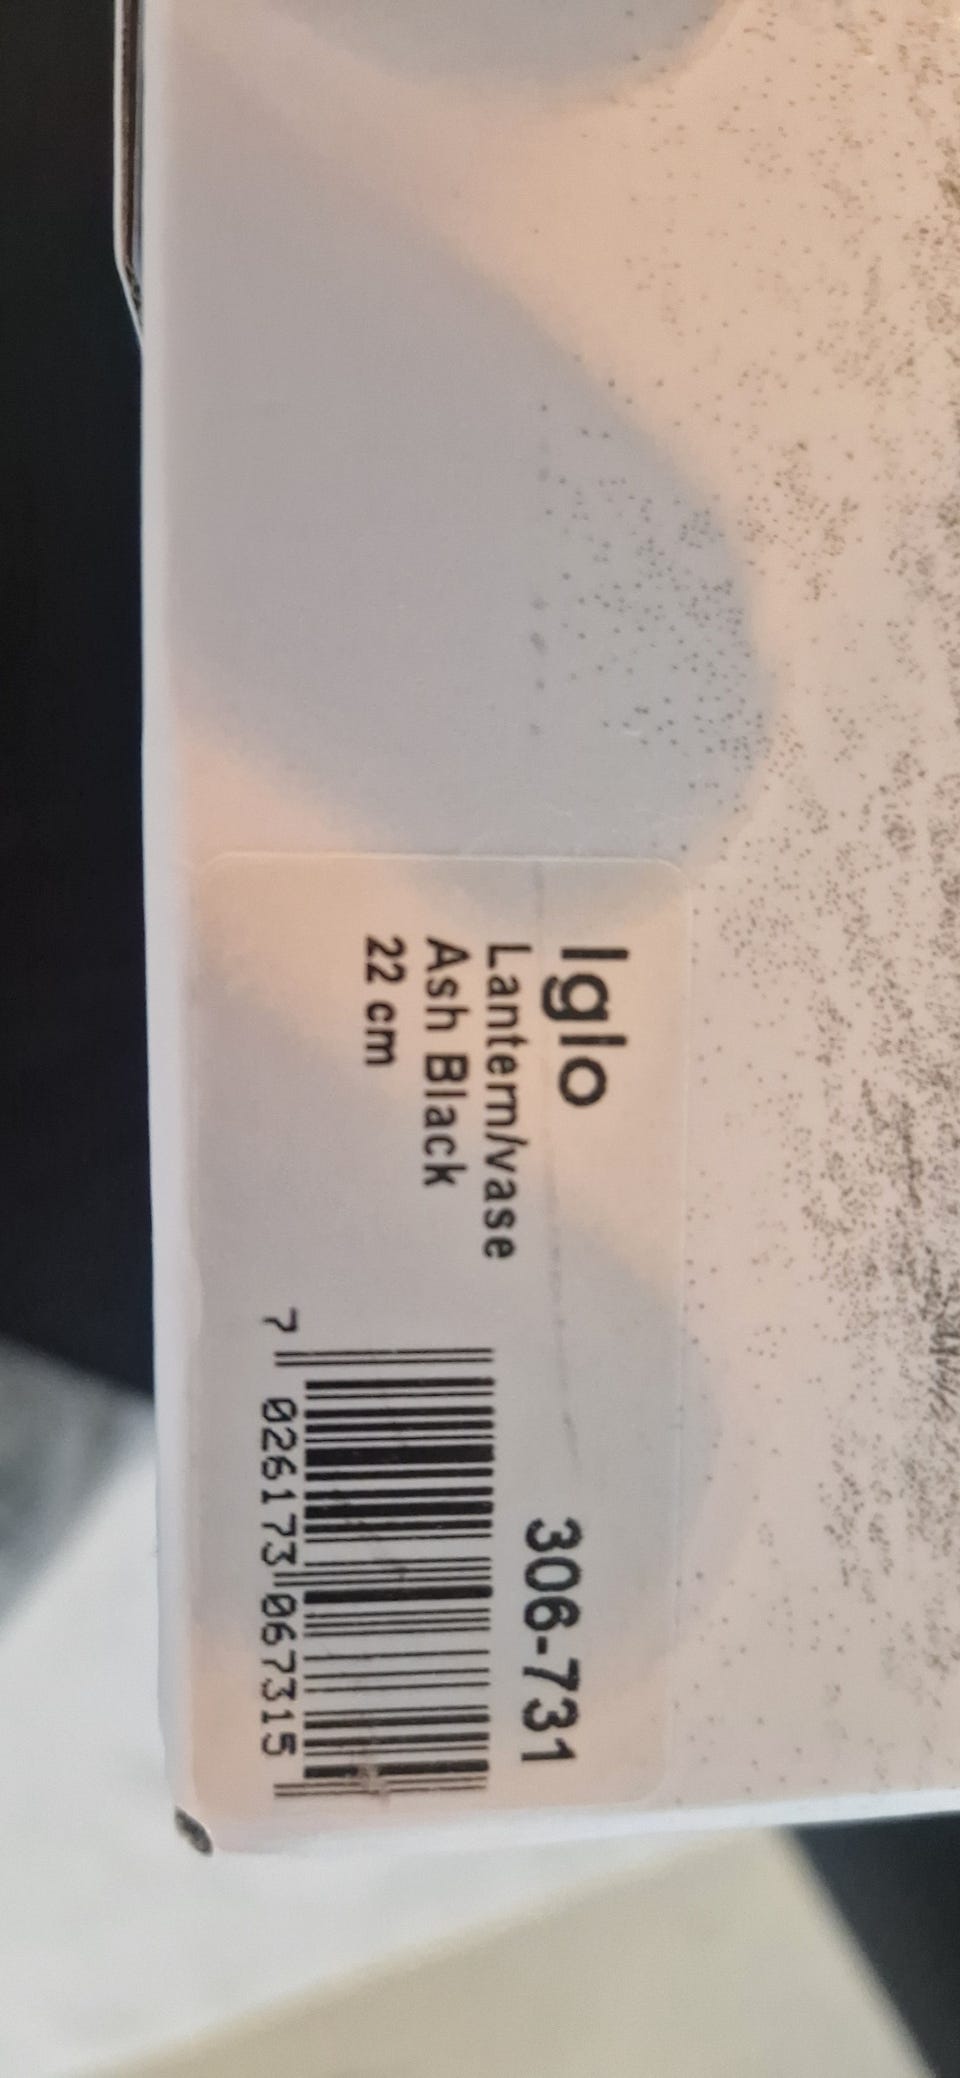 Iglo
Lantern/vase
Ash Black
22 cm
306-731
7 026173 067315